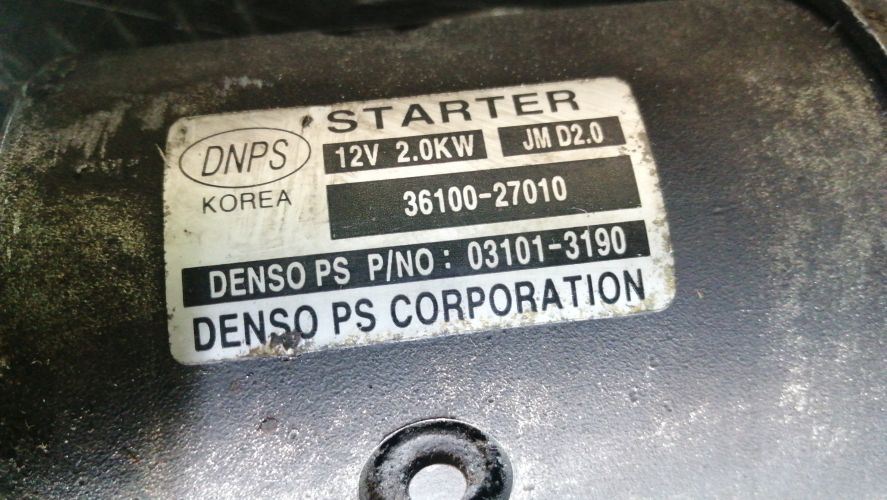 STARTER
DNPS
12V 2.0KW JM D2.0
KOREA
36100-27010
DENSO PS P/NO : 03101-3190
DENSO PS CORPORATION